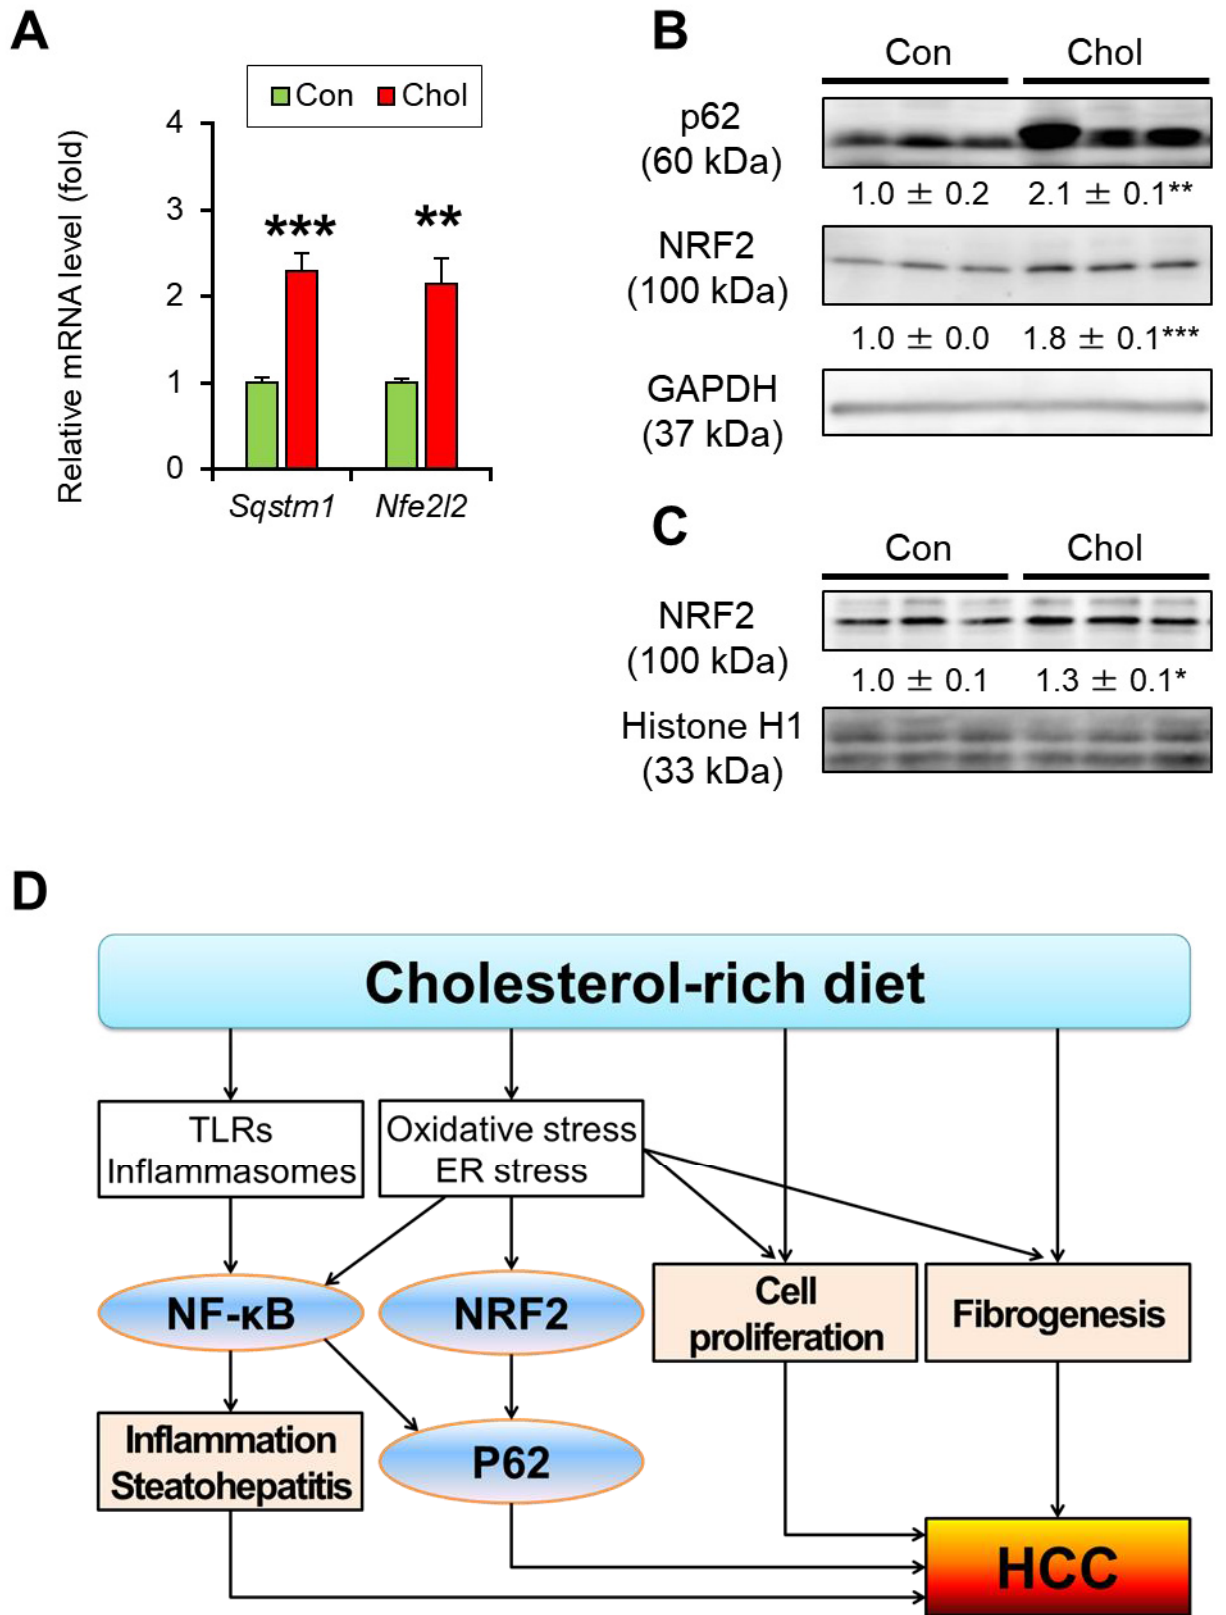 A
Con Chol
Relative mRNA level (fold)
4
3
2
1
0
***
**
Sqstm1 Nfe2l2
B
Con Chol
p62
(60 kDa)
1.0 ± 0.2 2.1 ± 0.1**
NRF2
(100 kDa)
1.0 ± 0.0 1.8 ± 0.1***
GAPDH
(37 kDa)
C
Con Chol
NRF2
(100 kDa)
1.0 ± 0.1 1.3 ± 0.1*
Histone H1
(33 kDa)
D
Cholesterol-rich diet
TLRs
Inflammasomes
Oxidative stress
ER stress
NF-κB
NRF2
Cell
proliferation
Fibrogenesis
Inflammation
Steatohepatitis
P62
HCC